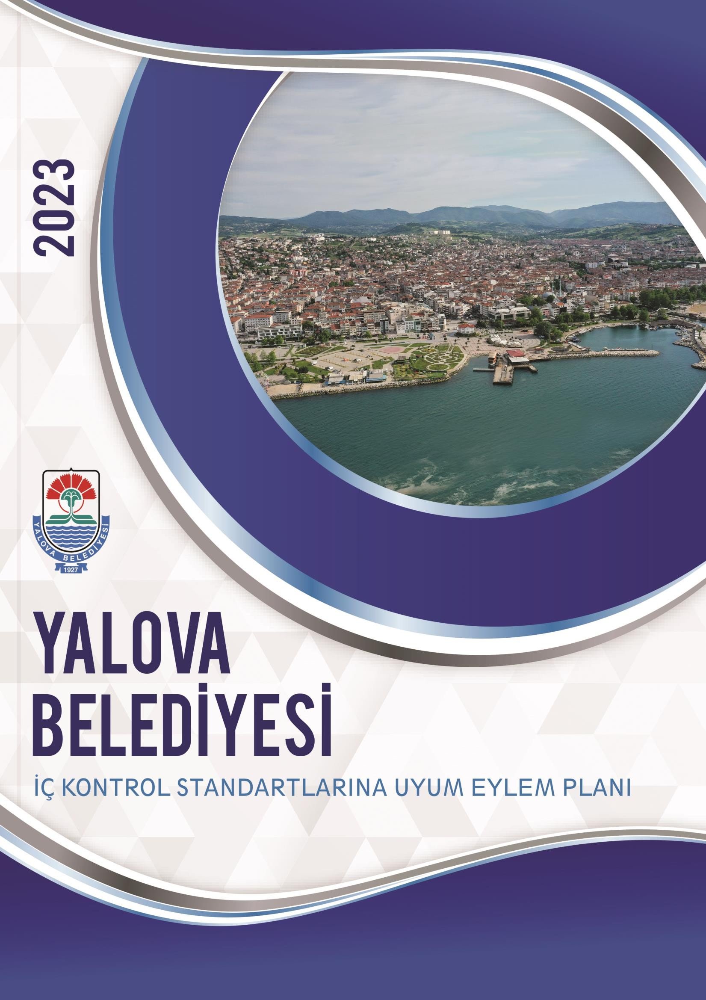 2023
YALOVA BELEDİYESİ
1927
YALOVA
BELEDİYESİ
İÇ KONTROL STANDARTLARINA UYUM EYLEM PLANI